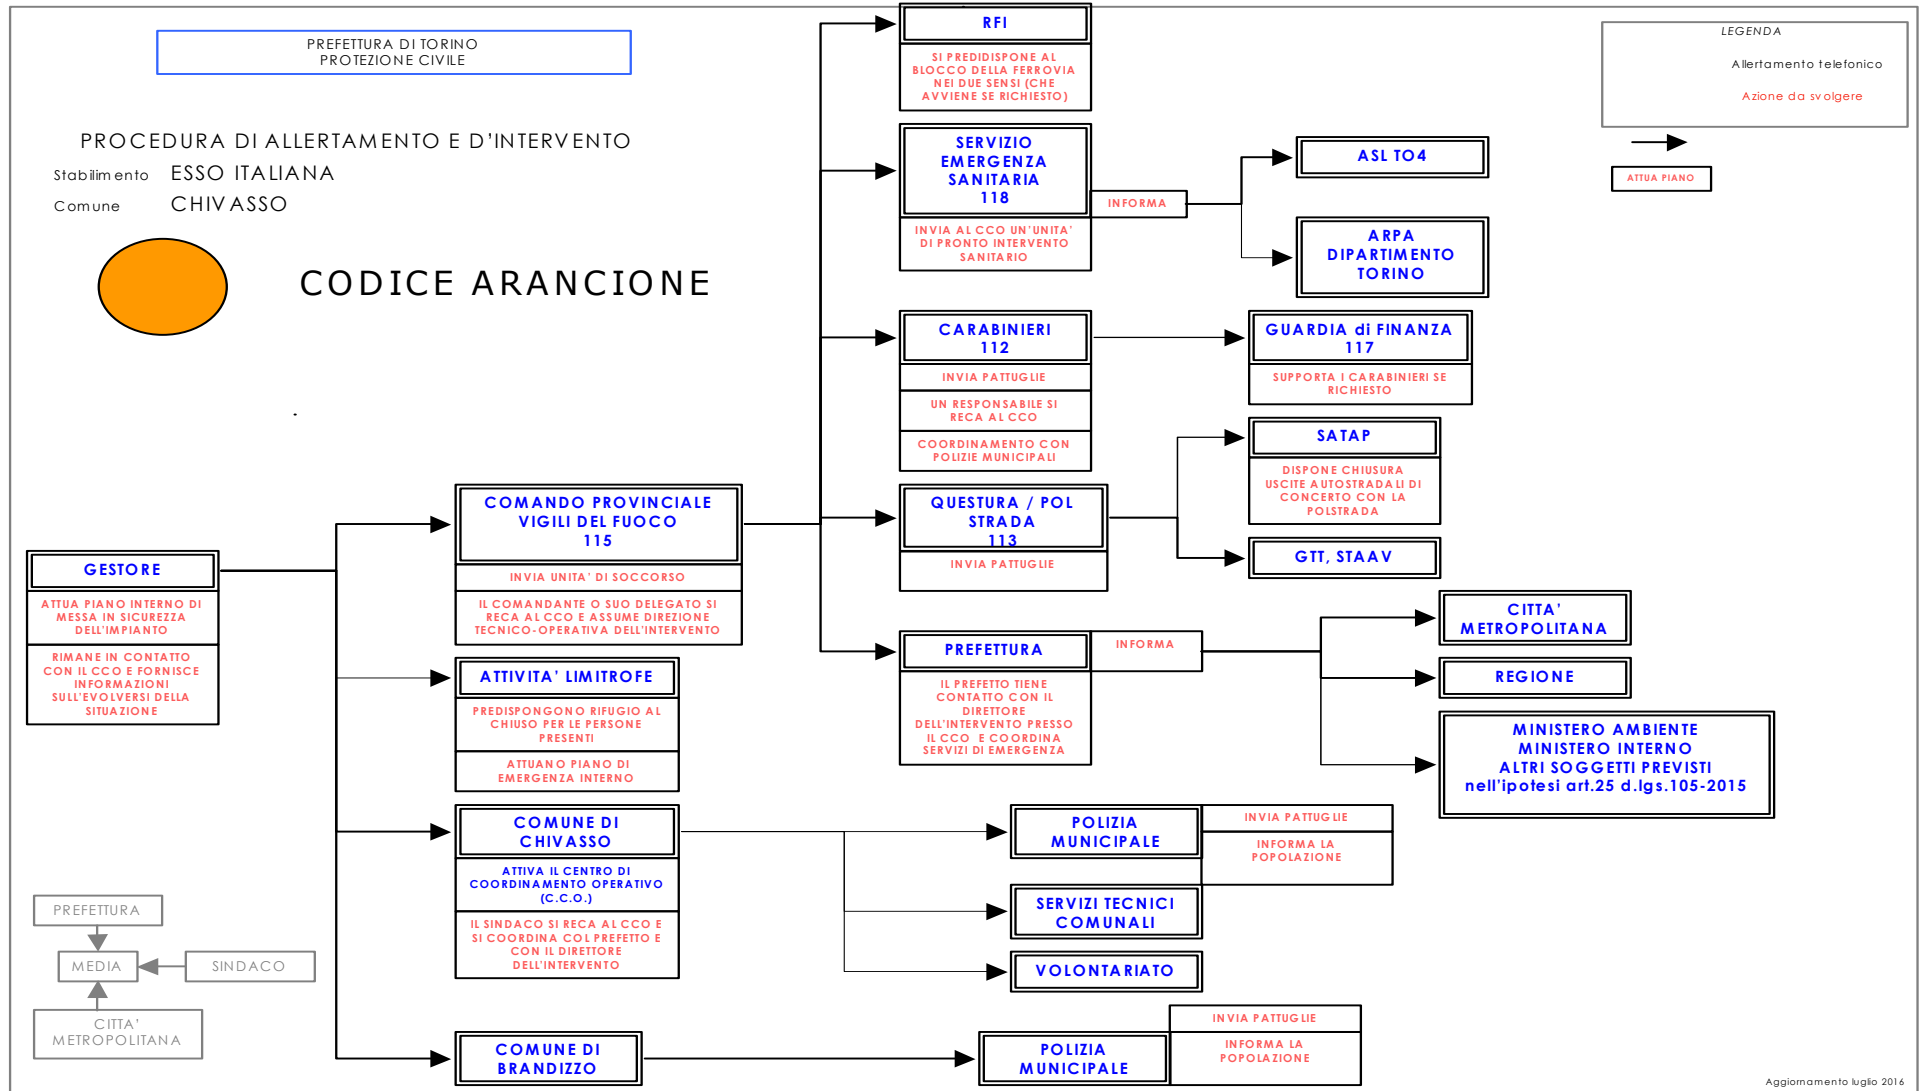 PREFETTURA DI TORINO
PROTEZIONE CIVILE
PROCEDURA DI ALLERTAMENTO E D'INTERVENTO
Stabilimento ESSO ITALIANA
Comune CHIVASSO
CODICE ARANCIONE
.
LEGENDA
Allertamento telefonico
Azione da svolgere
ATTUA PIANO
GESTORE
ATTUA PIANO INTERNO DI
MESSA IN SICUREZZA
DELL'IMPIANTO
RIMANE IN CONTATTO
CON IL CCO E FORNISCE
INFORMAZIONI
SULL'EVOLVERSI DELLA
SITUAZIONE
COMANDO PROVINCIALE
VIGILI DEL FUOCO
115
INVIA UNITA' DI SOCCORSO
IL COMANDANTE O SUO DELEGATO SI
RECA AL CCO E ASSUME DIREZIONE
TECNICO-OPERATIVA DELL'INTERVENTO
ATTIVITA' LIMITROFE
PREDISPONGONO RIFUGIO AL
CHIUSO PER LE PERSONE
PRESENTI
ATTUANO PIANO DI
EMERGENZA INTERNO
COMUNE DI
CHIVASSO
ATTIVA IL CENTRO DI
COORDINAMENTO OPERATIVO
(C.C.O.)
IL SINDACO SI RECA AL CCO E
SI COORDINA COL PREFETTO E
CON IL DIRETTORE
DELL'INTERVENTO
COMUNE DI
BRANDIZZO
RFI
SI PREDIDISPONE AL
BLOCCO DELLA FERROVIA
NEI DUE SENSI (CHE
AVVIENE SE RICHIESTO)
SERVIZIO
EMERGENZA
SANITARIA
118
INFORMA
INVIA AL CCO UN'UNITA'
DI PRONTO INTERVENTO
SANITARIO
ASL TO4
ARPA
DIPARTIMENTO
TORINO
CARABINIERI
112
INVIA PATTUGLIE
UN RESPONSABILE SI
RECA AL CCO
COORDINAMENTO CON
POLIZIE MUNICIPALI
GUARDIA di FINANZA
117
SUPPORTA I CARABINIERI SE
RICHIESTO
QUESTURA / POL
STRADA
113
INVIA PATTUGLIE
SATAP
DISPONE CHIUSURA
USCITE AUTOSTRADALI DI
CONCERTO CON LA
POLSTRADA
GTT, STAAV
PREFETTURA
INFORMA
IL PREFETTO TIENE
CONTATTO CON IL
DIRETTORE
DELL'INTERVENTO PRESSO
IL CCO E COORDINA
SERVIZI DI EMERGENZA
CITTA'
METROPOLITANA
REGIONE
MINISTERO AMBIENTE
MINISTERO INTERNO
ALTRI SOGGETTI PREVISTI
nell'ipotesi art.25 d.lgs.105-2015
POLIZIA
MUNICIPALE
INVIA PATTUGLIE
INFORMA LA
POPOLAZIONE
SERVIZI TECNICI
COMUNALI
VOLONTARIATO
POLIZIA
MUNICIPALE
INVIA PATTUGLIE
INFORMA LA
POPOLAZIONE
PREFETTURA
MEDIA
SINDACO
CITTA'
METROPOLITANA
Aggiornamento luglio 2016